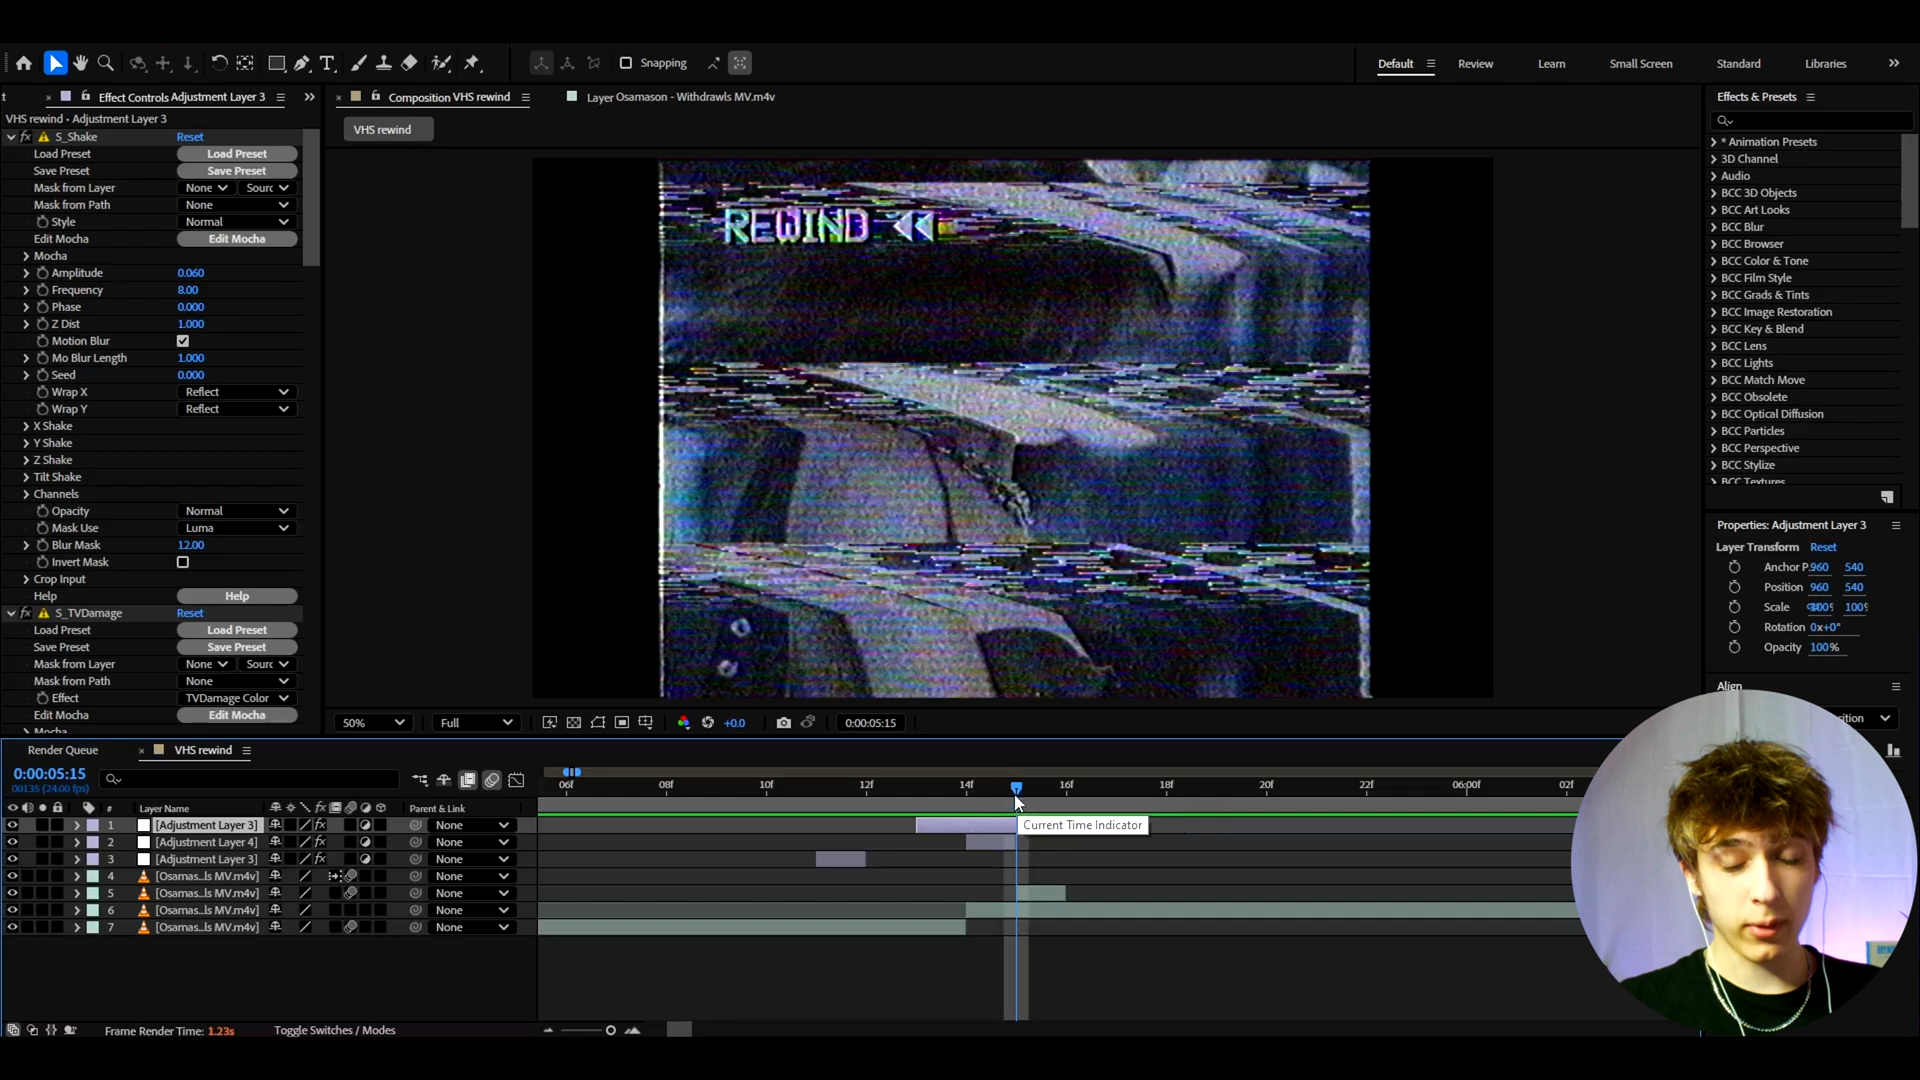 Snapping
Default
Review
Learn
Small Screen
Standard
Libraries
Effect Controls Adjustment Layer 3
Composition VHS rewind
Layer Osamason - Withdrawls MV.m4v
VHS rewind
VHS rewind • Adjustment Layer 3
fx S_Shake Reset
Load Preset Load Preset
Save Preset Save Preset
Mask from Layer None Sourc
Mask from Path None
Style Normal
Edit Mocha Edit Mocha
Mocha
Amplitude 0.060
Frequency 8.00
Phase 0.000
Z Dist 1.000
Motion Blur
Mo Blur Length 1.000
Seed 0.000
Wrap X Reflect
Wrap Y Reflect
X Shake
Y Shake
Z Shake
Tilt Shake
Channels
Opacity Normal
Mask Use Luma
Blur Mask 12.00
Invert Mask
Crop Input
Help Help
fx S_TVDamage Reset
Load Preset Load Preset
Save Preset Save Preset
Mask from Layer None Sourc
Mask from Path None
Effect TVDamage Color
Edit Mocha Edit Mocha
Mocha
REWIND
50% Full +0.0 0:00:05:15
Effects & Presets
* Animation Presets
3D Channel
Audio
BCC 3D Objects
BCC Art Looks
BCC Blur
BCC Browser
BCC Color & Tone
BCC Film Style
BCC Grads & Tints
BCC Image Restoration
BCC Key & Blend
BCC Lens
BCC Lights
BCC Match Move
BCC Obsolete
BCC Optical Diffusion
BCC Particles
BCC Perspective
BCC Stylize
BCC Textures
Properties: Adjustment Layer 3
Layer Transform Reset
Anchor P. 960 540
Position 960 540
Scale 100% 100%
Rotation 0x+0°
Opacity 100%
Align
Render Queue
VHS rewind
0:00:05:15
00135 (24.00 fps)
06f 08f 10f 12f 14f 16f 18f 20f 22f 06:00f 02f
# Layer Name fx Parent & Link
1 [Adjustment Layer 3] fx None
Current Time Indicator
2 [Adjustment Layer 4] fx None
3 [Adjustment Layer 3] fx None
4 [Osamas...ls MV.m4v] None
5 [Osamas...ls MV.m4v] None
6 [Osamas...ls MV.m4v] None
7 [Osamas...ls MV.m4v] None
Frame Render Time: 1.23s
Toggle Switches / Modes